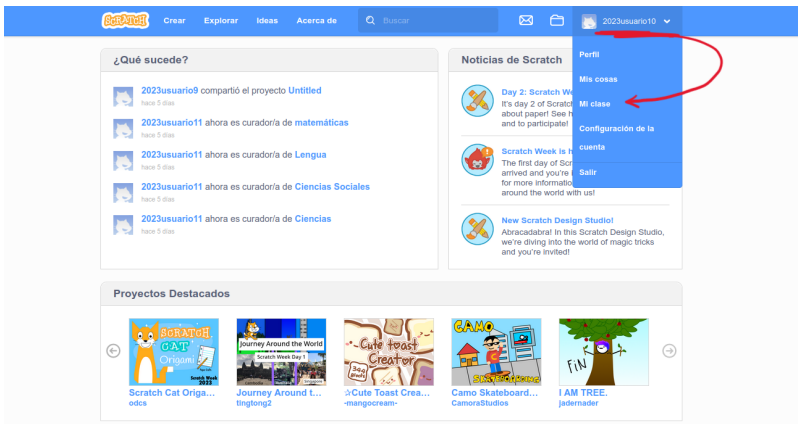 SCRATCH Crear Explorar Ideas Acerca de Buscar 2023usuario10
Perfil
Mis cosas
Mi clase
Configuración de la
cuenta
Salir
¿Qué sucede?
2023usuario9 compartió el proyecto Untitled
hace 5 días
2023usuario11 ahora es curador/a de matemáticas
hace 5 días
2023usuario11 ahora es curador/a de Lengua
hace 5 días
2023usuario11 ahora es curador/a de Ciencias Sociales
hace 5 días
2023usuario11 ahora es curador/a de Ciencias
hace 5 días
Noticias de Scratch
Day 2: Scratch We
It's day 2 of Scratch
about paper! See h
and to participate!
Scratch Week is h
The first day of Scr
arrived and you're i
for more information
around the world with us!
New Scratch Design Studio!
Abracadabra! In this Scratch Design Studio,
we're diving into the world of magic tricks
and you're invited!
Proyectos Destacados
SCRATCH
CAT
Origami
Scratch Week
2023
Journey Around the World
Scratch Week Day 1
Cambodia
Singapore
Cute toast
Creator
CAMO
SKATEBOARDING
FIN
Scratch Cat Origa...
odcs
Journey Around t...
tingtong2
☆Cute Toast Crea...
-mangocream-
Camo Skateboard...
CamoraStudios
I AM TREE.
jadernader